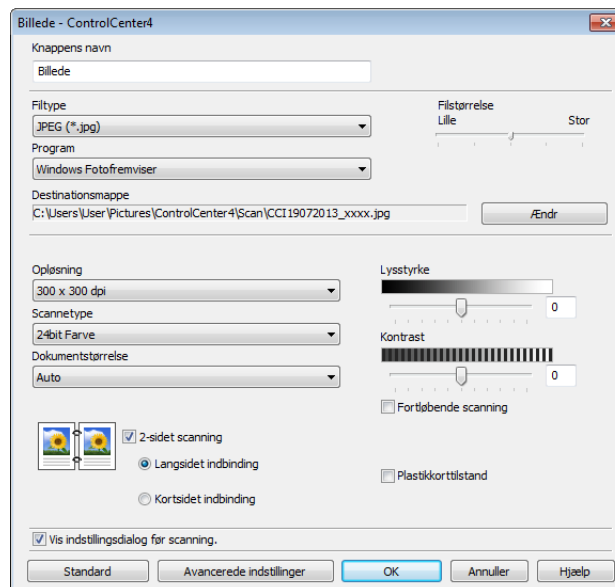 Billede - ControlCenter4
Knappens navn
Billede
Filtype
JPEG (*.jpg)
Filstørrelse
Lille Stor
Program
Windows Fotofremviser
Destinationsmappe
C:\Users\User\Pictures\ControlCenter4\Scan\CCI19072013_xxxx.jpg
Ændr
Opløsning
300 x 300 dpi
Scannetype
24bit Farve
Dokumentstørrelse
Auto
Lysstyrke
0
Kontrast
0
Fortløbende scanning
2-sidet scanning
Langsidet indbinding
Kortsidet indbinding
Plastikkorttilstand
Vis indstillingsdialog før scanning.
Standard Avancerede indstillinger OK Annuller Hjælp